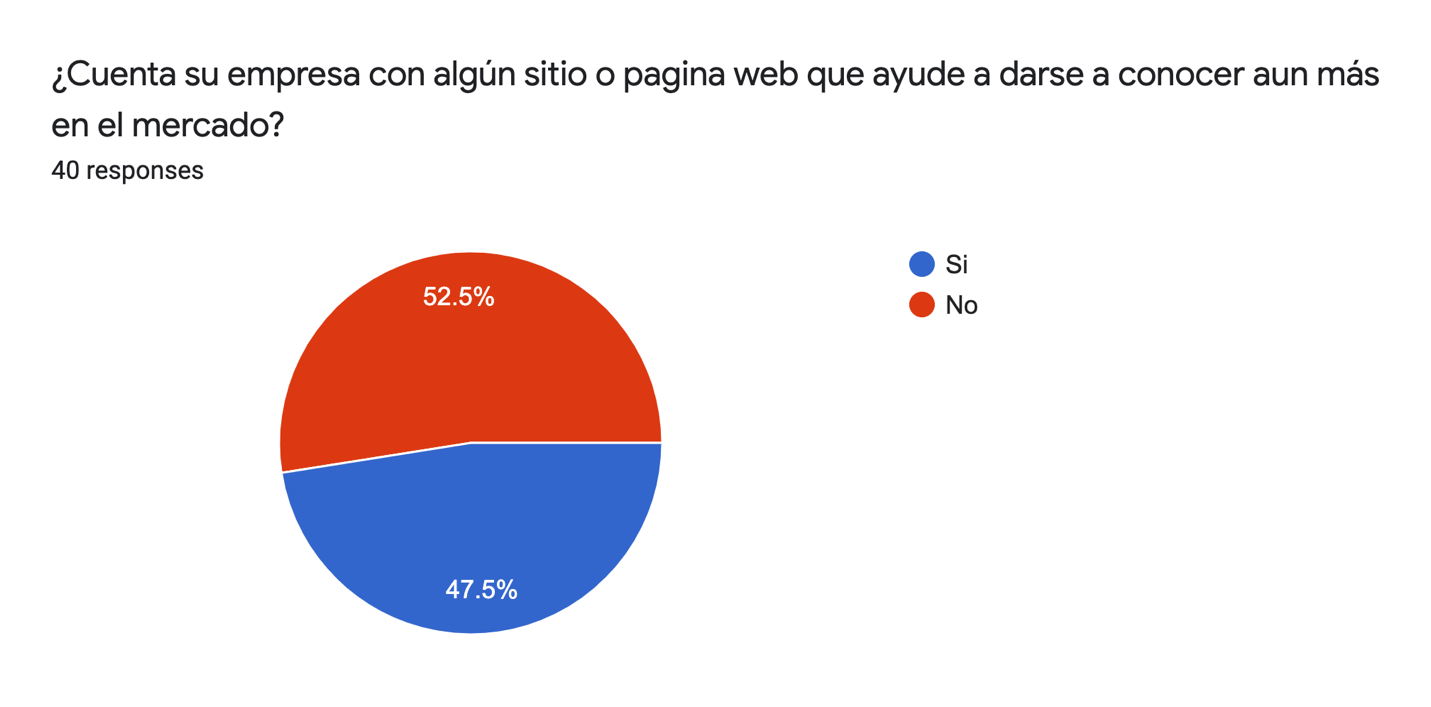 ¿Cuenta su empresa con algún sitio o pagina web que ayude a darse a conocer aun más
en el mercado?
40 responses
Si
No
52.5%
47.5%